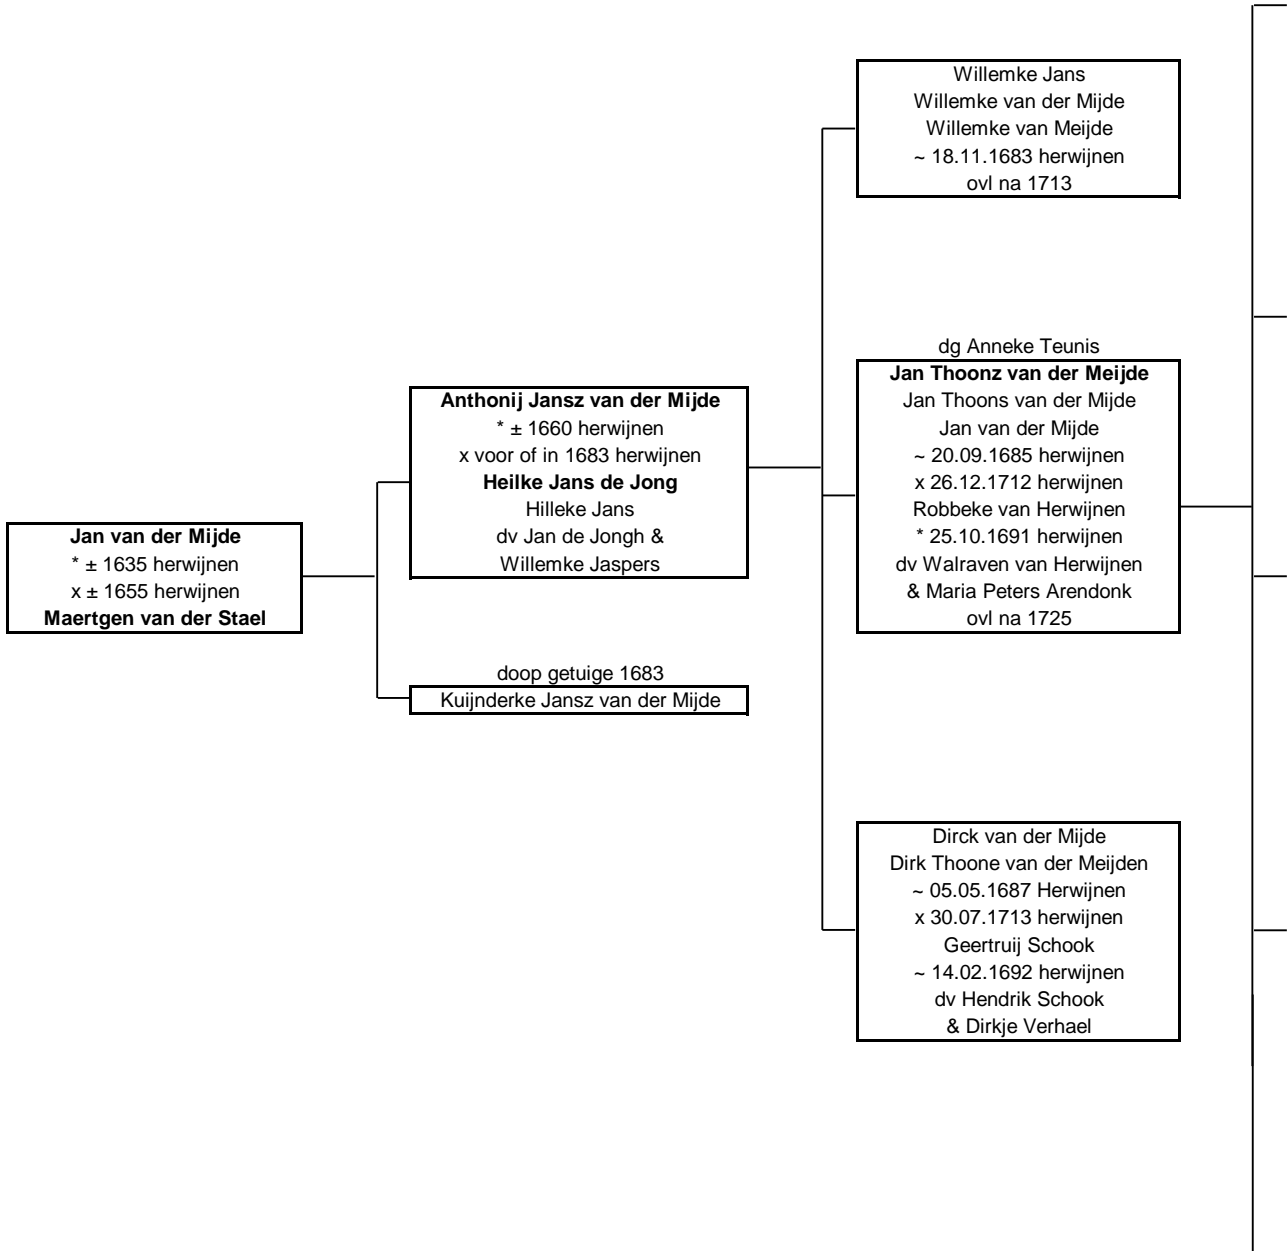 Jan van der Mijde
* ± 1635 herwijnen
x ± 1655 herwijnen
Maertgen van der Stael
Anthonij Jansz van der Mijde
* ± 1660 herwijnen
x voor of in 1683 herwijnen
Heilke Jans de Jong
Hilleke Jans
dv Jan de Jongh &
Willemke Jaspers
doop getuige 1683
Kuijnderke Jansz van der Mijde
Willemke Jans
Willemke van der Mijde
Willemke van Meijde
~ 18.11.1683 herwijnen
ovl na 1713
dg Anneke Teunis
Jan Thoonz van der Meijde
Jan Thoons van der Mijde
Jan van der Mijde
~ 20.09.1685 herwijnen
x 26.12.1712 herwijnen
Robbeke van Herwijnen
* 25.10.1691 herwijnen
dv Walraven van Herwijnen
& Maria Peters Arendonk
ovl na 1725
Dirck van der Mijde
Dirk Thoone van der Meijden
~ 05.05.1687 Herwijnen
x 30.07.1713 herwijnen
Geertruij Schook
~ 14.02.1692 herwijnen
dv Hendrik Schook
& Dirkje Verhael